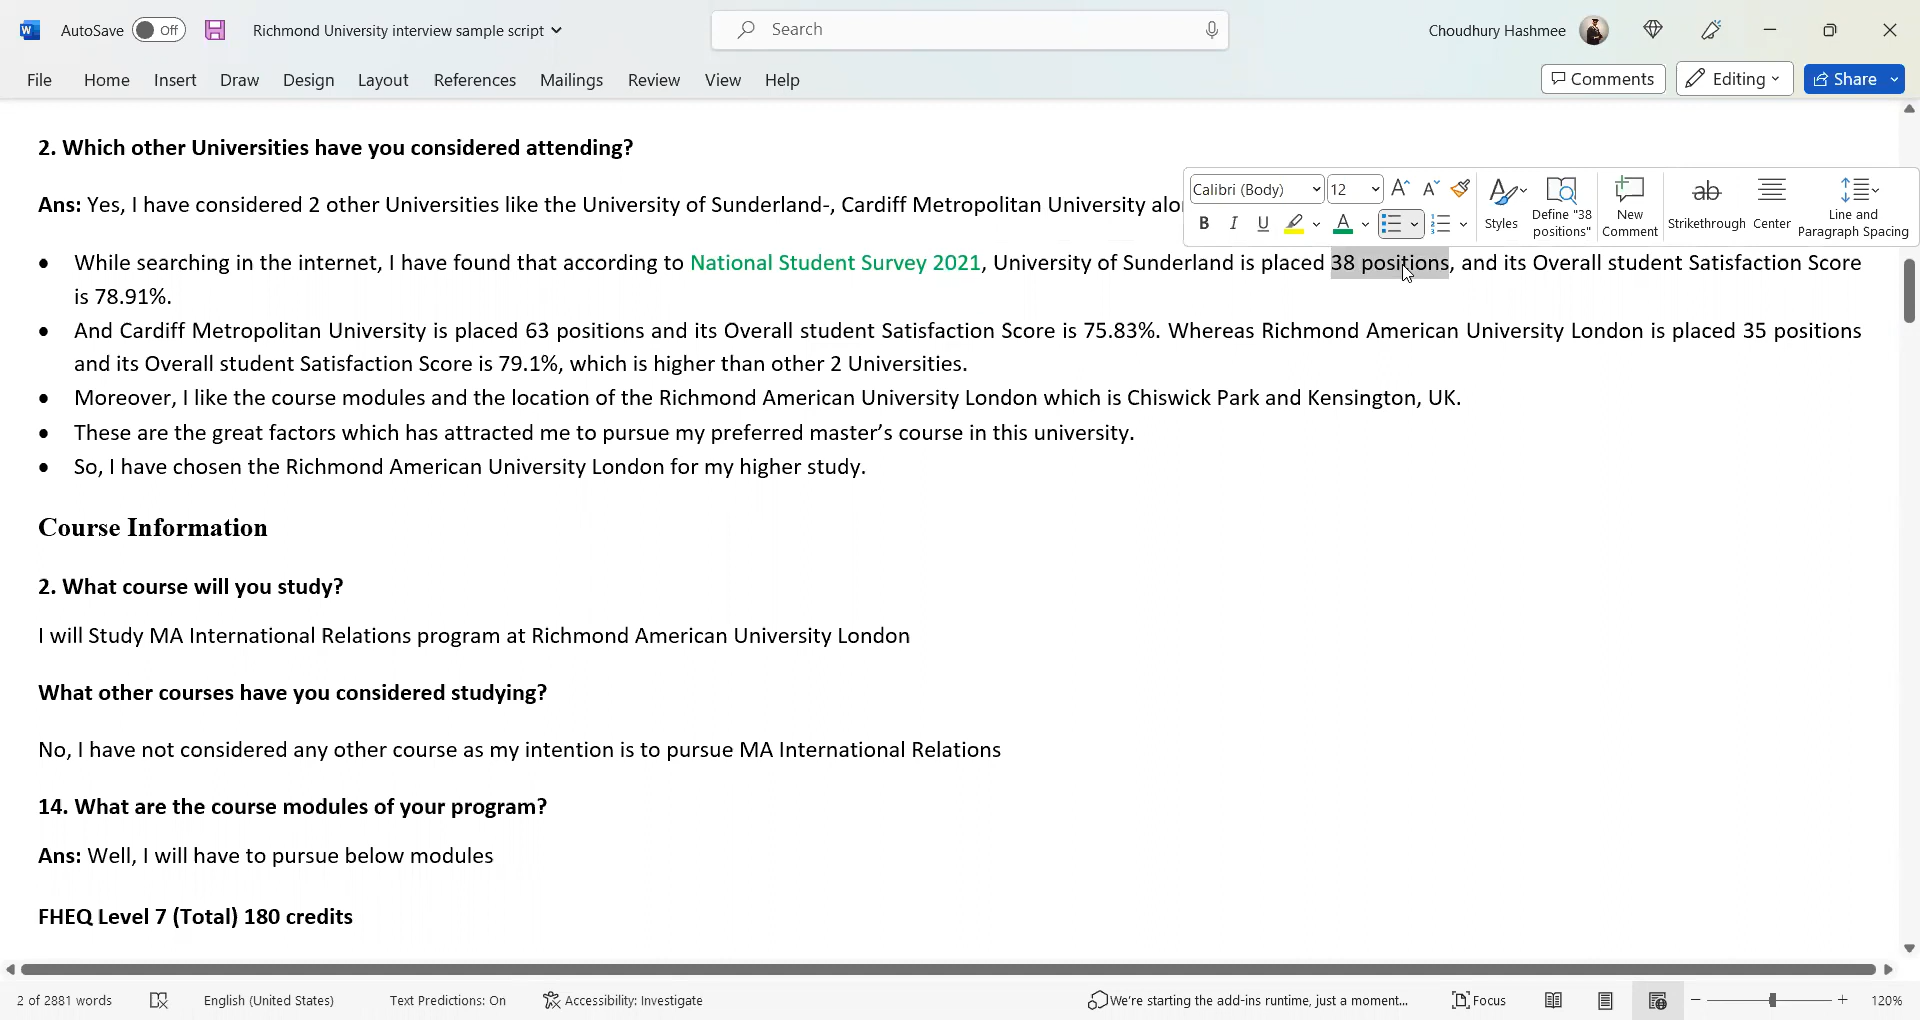 AutoSave Off Richmond University interview sample script Search Choudhury Hashmee
File Home Insert Draw Design Layout References Mailings Review View Help Comments Editing Share
2. Which other Universities have you considered attending?
Calibri (Body) 12
B I U Styles Define "38 positions" New Comment Strikethrough Center Line and Paragraph Spacing
Ans: Yes, I have considered 2 other Universities like the University of Sunderland-, Cardiff Metropolitan University
• While searching in the internet, I have found that according to National Student Survey 2021, University of Sunderland is placed 38 positions, and its Overall student Satisfaction Score
is 78.91%.
• And Cardiff Metropolitan University is placed 63 positions and its Overall student Satisfaction Score is 75.83%. Whereas Richmond American University London is placed 35 positions
and its Overall student Satisfaction Score is 79.1%, which is higher than other 2 Universities.
• Moreover, I like the course modules and the location of the Richmond American University London which is Chiswick Park and Kensington, UK.
• These are the great factors which has attracted me to pursue my preferred master’s course in this university.
• So, I have chosen the Richmond American University London for my higher study.
Course Information
2. What course will you study?
I will Study MA International Relations program at Richmond American University London
What other courses have you considered studying?
No, I have not considered any other course as my intention is to pursue MA International Relations
14. What are the course modules of your program?
Ans: Well, I will have to pursue below modules
FHEQ Level 7 (Total) 180 credits
2 of 2881 words English (United States) Text Predictions: On Accessibility: Investigate We're starting the add-ins runtime, just a moment... Focus 120%